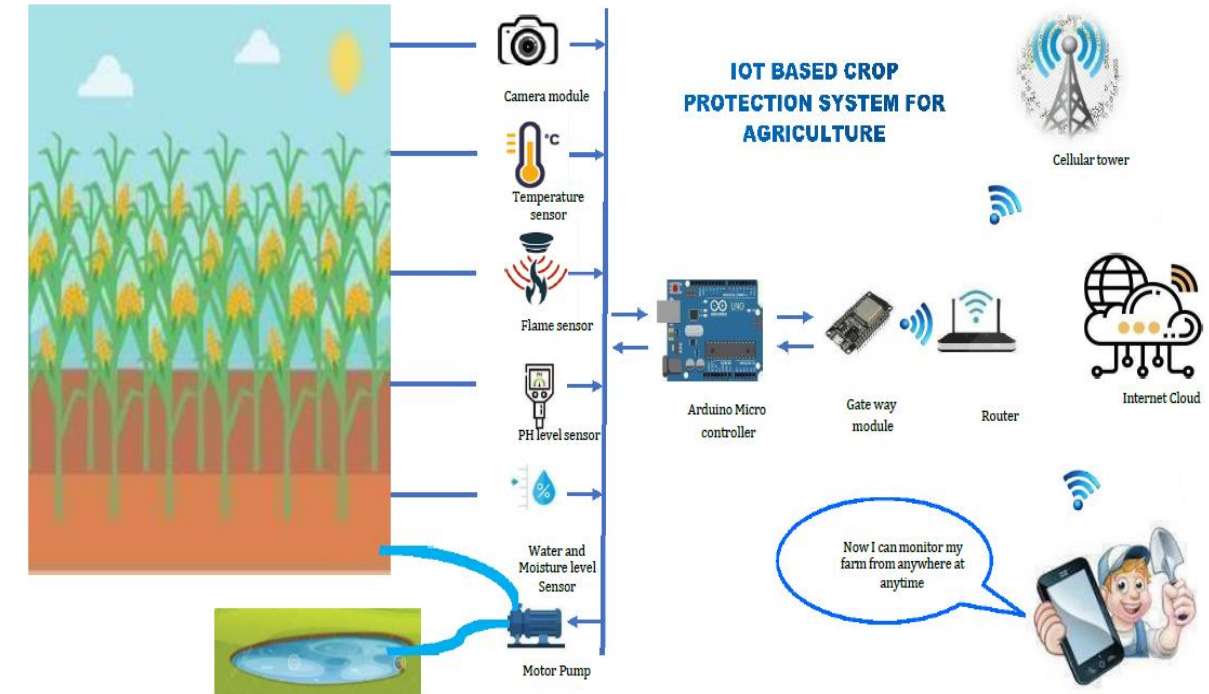 Camera module
°C
Temperature
sensor
Flame sensor
PH
PH level sensor
%
Water and
Moisture level
Sensor
Motor Pump
IOT BASED CROP
PROTECTION SYSTEM FOR
AGRICULTURE
Cellular tower
UNO
Arduino Micro
controller
Gate way
module
Router
Internet Cloud
Now I can monitor my
farm from anywhere at
anytime